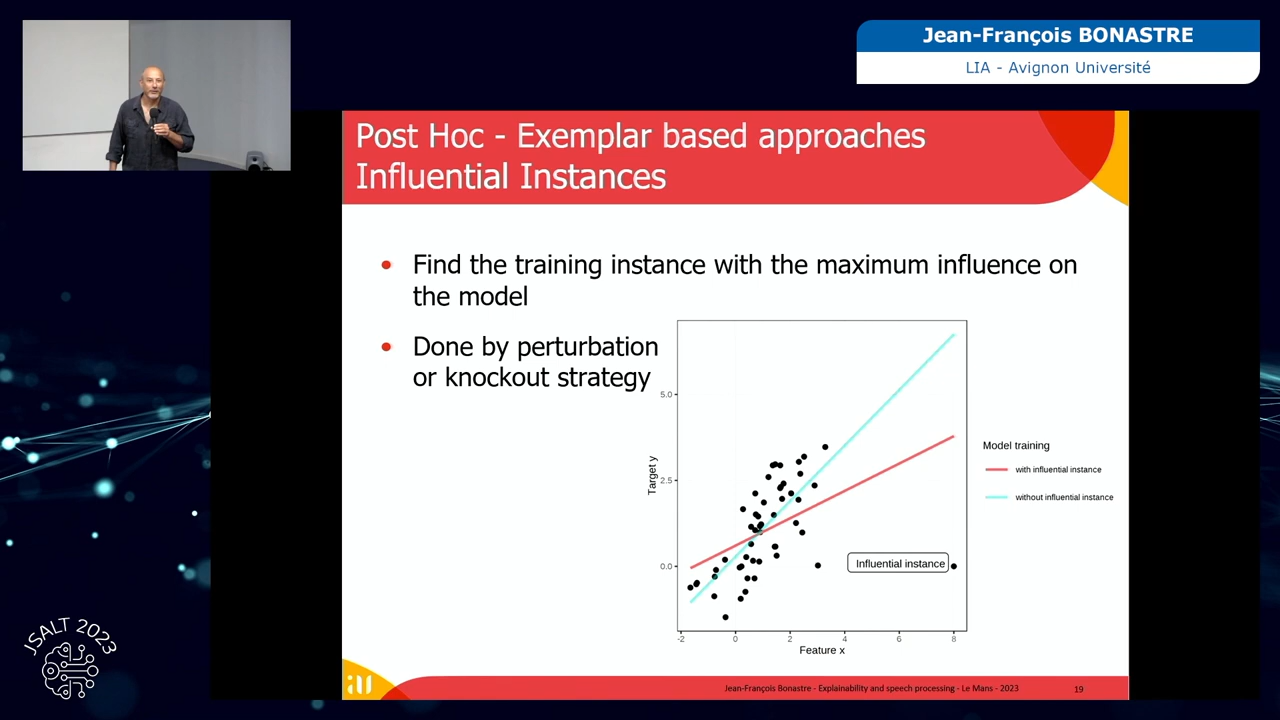 Jean-François BONASTRE
LIA - Avignon Université
Post Hoc - Exemplar based approaches
Influential Instances
• Find the training instance with the maximum influence on
the model
• Done by perturbation
or knockout strategy
5.0
2.5
0.0
Target y
-2 0 2 4 6 8
Feature x
Influential instance
Model training
with influential instance
without influential instance
JSALT 2023
au
Jean-François Bonastre - Explainability and speech processing - Le Mans - 2023 19